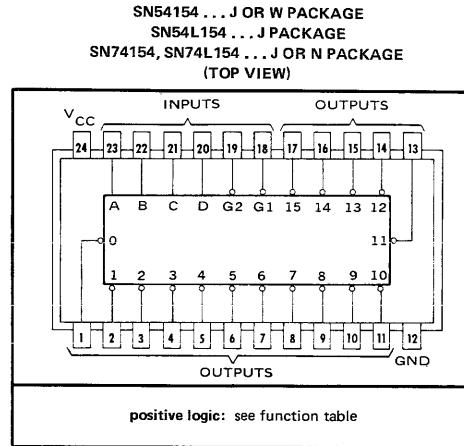 SN54154 . . . J OR W PACKAGE
SN54L154 . . . J PACKAGE
SN74154, SN74L154 . . . J OR N PACKAGE
(TOP VIEW)
INPUTS OUTPUTS
VCC
24 23 22 21 20 19 18 17 16 15 14 13
A B C D G2 G1 15 14 13 12
0 11
1 2 3 4 5 6 7 8 9 10
1 2 3 4 5 6 7 8 9 10 11 12
OUTPUTS GND
positive logic: see function table